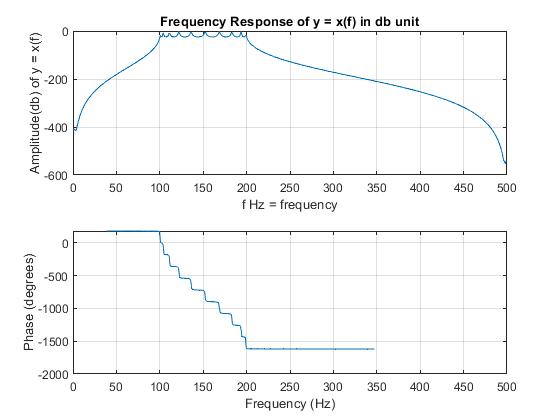 Frequency Response of y = x(f) in db unit
Amplitude(db) of y = x(f)
0
-200
-400
-600
0 50 100 150 200 250 300 350 400 450 500
f Hz = frequency
Phase (degrees)
0
-500
-1000
-1500
-2000
0 50 100 150 200 250 300 350 400 450 500
Frequency (Hz)